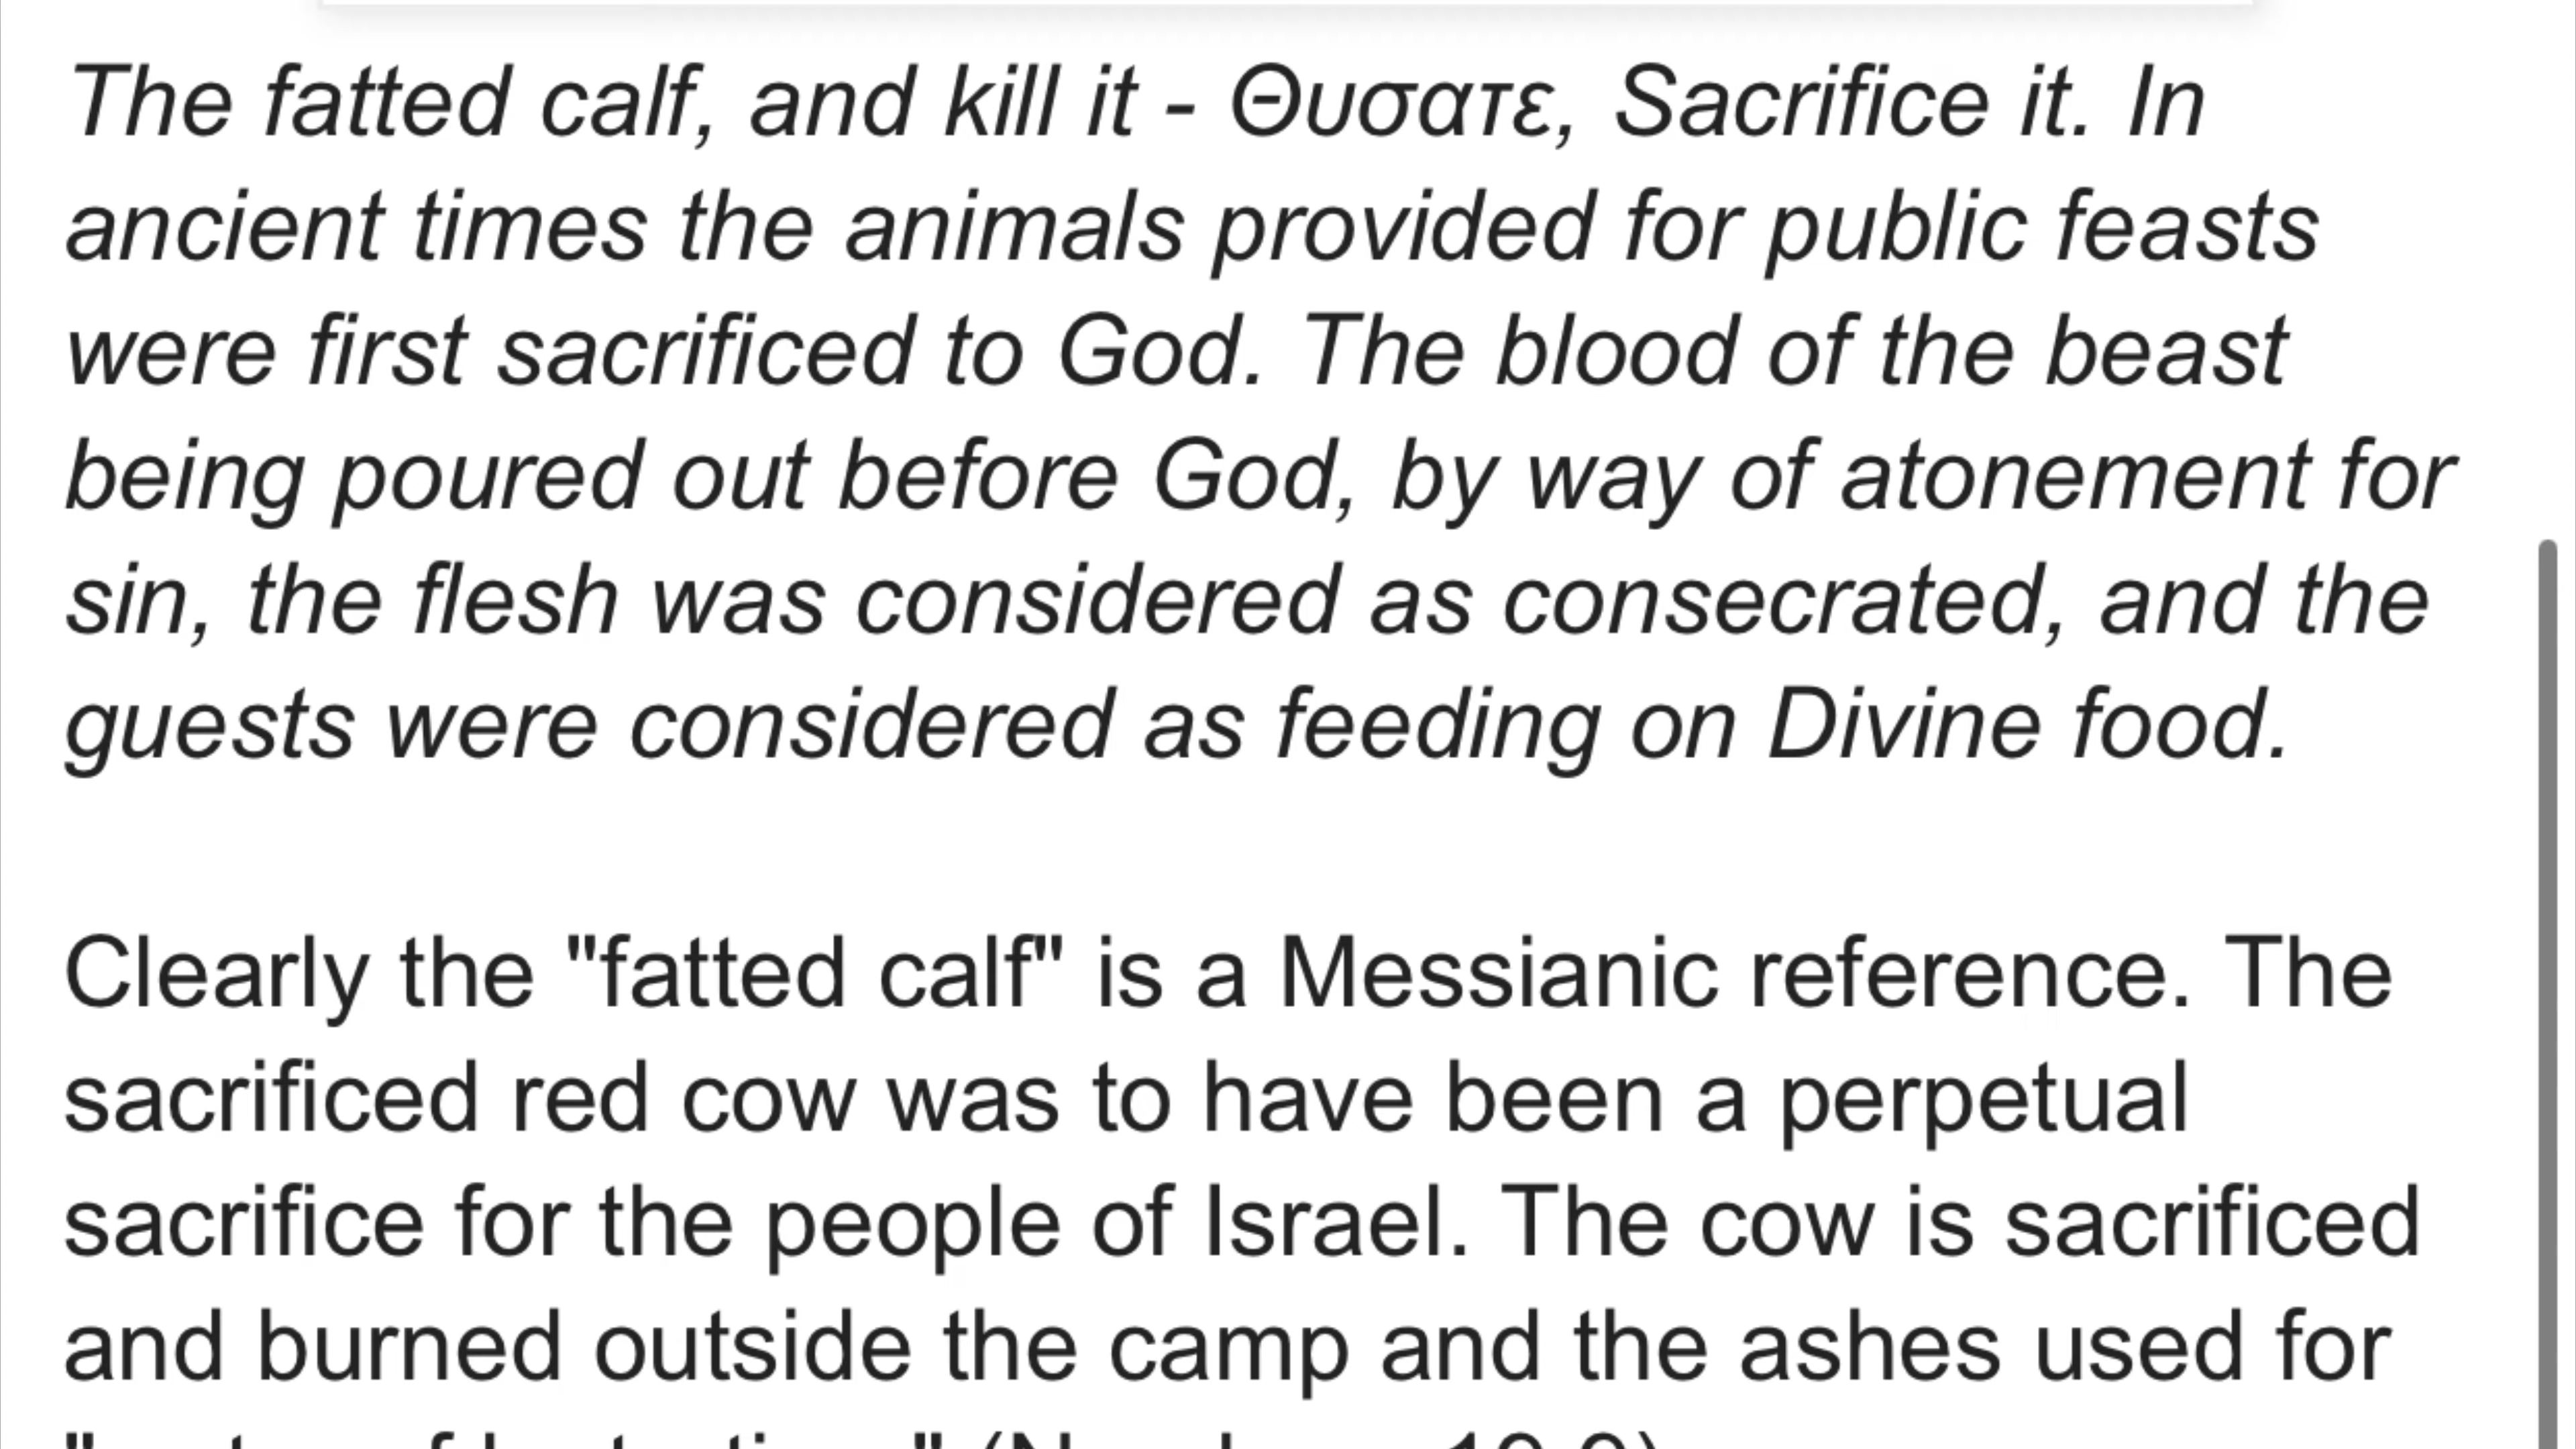 The fatted calf, and kill it - Θυσατε, Sacrifice it. In
ancient times the animals provided for public feasts
were first sacrificed to God. The blood of the beast
being poured out before God, by way of atonement for
sin, the flesh was considered as consecrated, and the
guests were considered as feeding on Divine food.
Clearly the "fatted calf" is a Messianic reference. The
sacrificed red cow was to have been a perpetual
sacrifice for the people of Israel. The cow is sacrificed
and burned outside the camp and the ashes used for